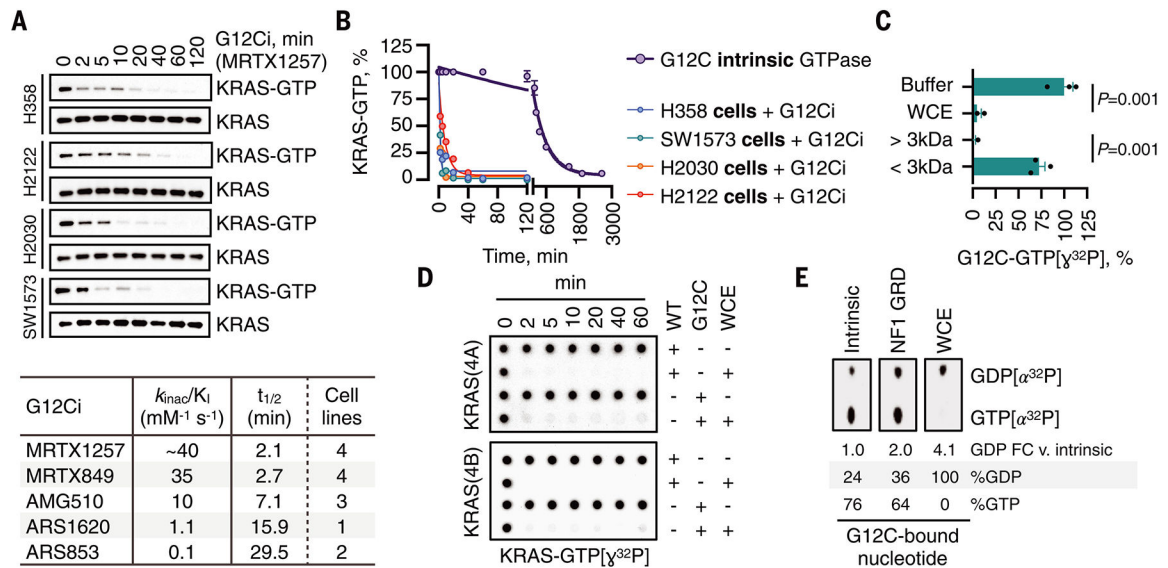 A
0 2 5 10 20 40 60 120
G12Ci, min
(MRTX1257)
H358
KRAS-GTP
KRAS
H2122
KRAS-GTP
KRAS
H2030
KRAS-GTP
KRAS
SW1573
KRAS-GTP
KRAS
G12Ci kinac/KI (mM-1 s-1) t1/2 (min) Cell lines
MRTX1257 ~40 2.1 4
MRTX849 35 2.7 4
AMG510 10 7.1 3
ARS1620 1.1 15.9 1
ARS853 0.1 29.5 2
B
KRAS-GTP, %
125
100
75
50
25
0
0 40 80 120 600 1800 3000
Time, min
G12C intrinsic GTPase
H358 cells + G12Ci
SW1573 cells + G12Ci
H2030 cells + G12Ci
H2122 cells + G12Ci
C
Buffer
WCE
> 3kDa
< 3kDa
P=0.001
P=0.001
0 25 50 75 100 125
G12C-GTP[ɣ32P], %
D
min
0 2 5 10 20 40 60 WT G12C WCE
KRAS(4A)
+ - -
+ - +
- + -
- + +
KRAS(4B)
+ - -
+ - +
- + -
- + +
KRAS-GTP[ɣ32P]
E
Intrinsic NF1 GRD WCE
GDP[α32P]
GTP[α32P]
1.0 2.0 4.1 GDP FC v. intrinsic
24 36 100 %GDP
76 64 0 %GTP
G12C-bound
nucleotide